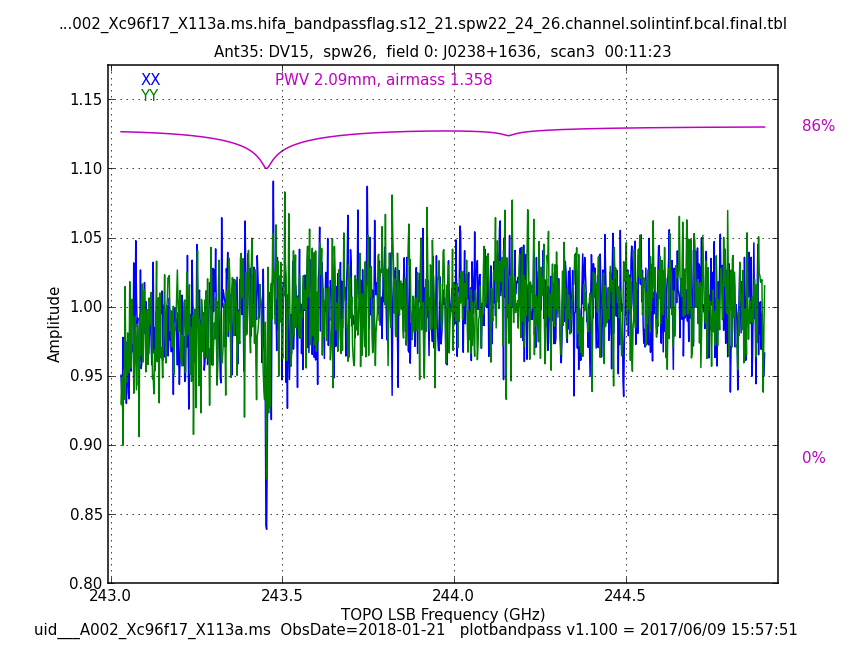 ...002_Xc96f17_X113a.ms.hifa_bandpassflag.s12_21.spw22_24_26.channel.solintinf.bcal.final.tbl
Ant35: DV15, spw26, field 0: J0238+1636, scan3 00:11:23
XX
PWV 2.09mm, airmass 1.358
YY
1.15
86%
1.10
1.05
1.00
Amplitude
0.95
0.90
0%
0.85
0.80
243.0 243.5 244.0 244.5
TOPO LSB Frequency (GHz)
uid___A002_Xc96f17_X113a.ms ObsDate=2018-01-21 plotbandpass v1.100 = 2017/06/09 15:57:51